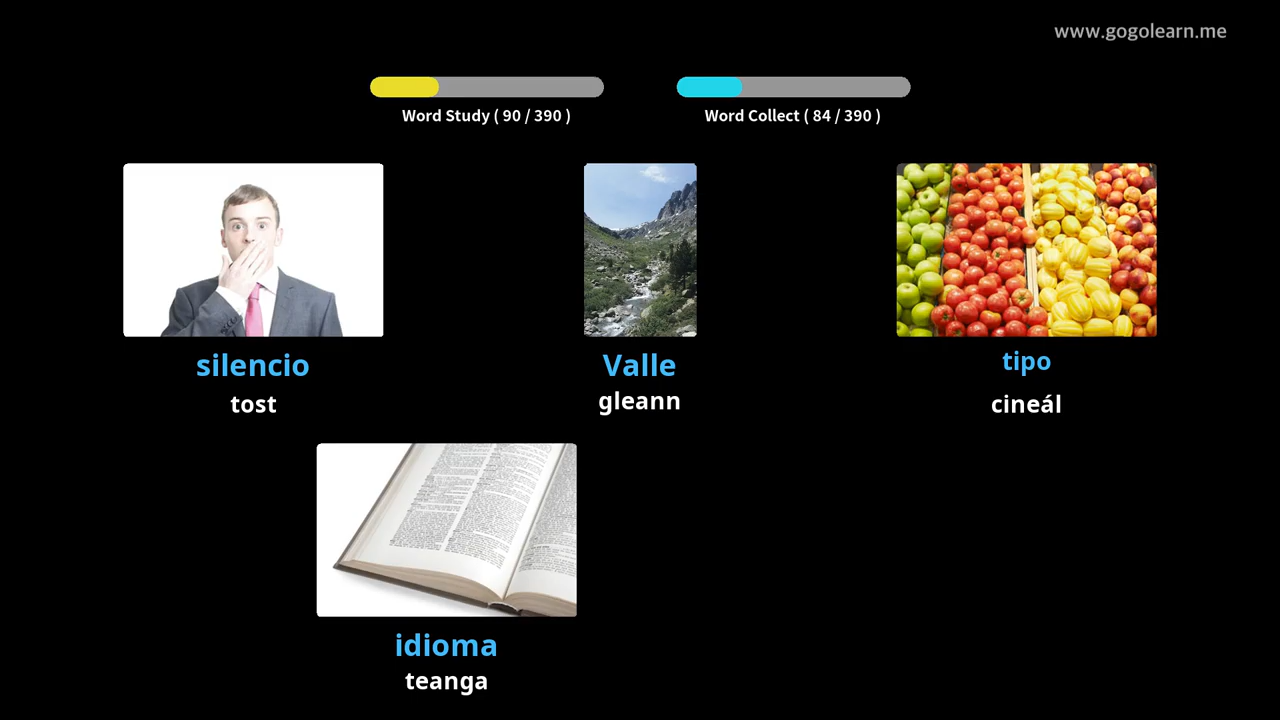 www.gogolearn.me
Word Study ( 90 / 390 )
Word Collect ( 84 / 390 )
silencio
tost
Valle
gleann
tipo
cineál
idioma
teanga